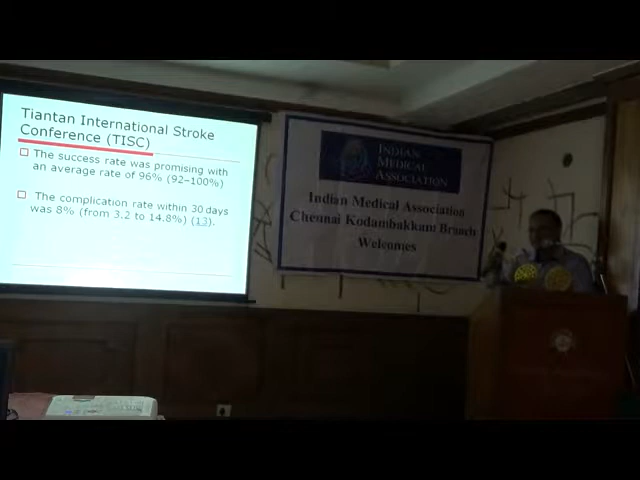 Tiantan International Stroke
Conference (TISC)
The success rate was promising with
an average rate of 96% (92–100%)
The complication rate within 30 days
was 8% (from 3.2 to 14.8%) (13).
INDIAN
MEDICAL
ASSOCIATION
Indian Medical Association
Chennai Kodambakkam Branch
Welcomes